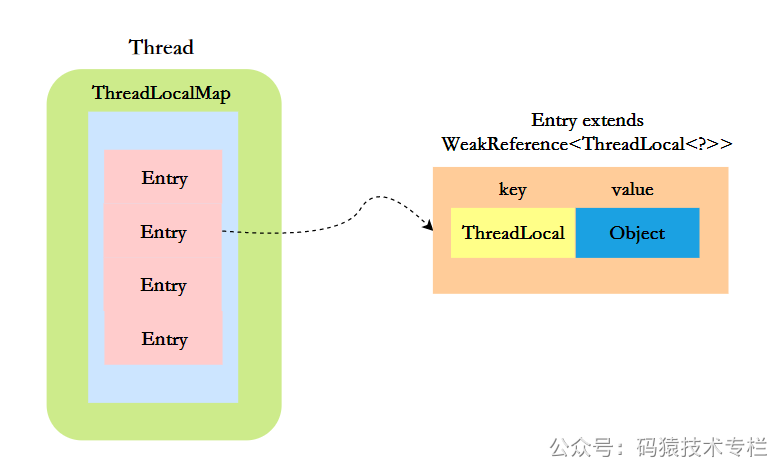 Thread
ThreadLocalMap
Entry
Entry
Entry
Entry
Entry extends
WeakReference<ThreadLocal<?>>
key value
ThreadLocal Object
公众号：码猿技术专栏